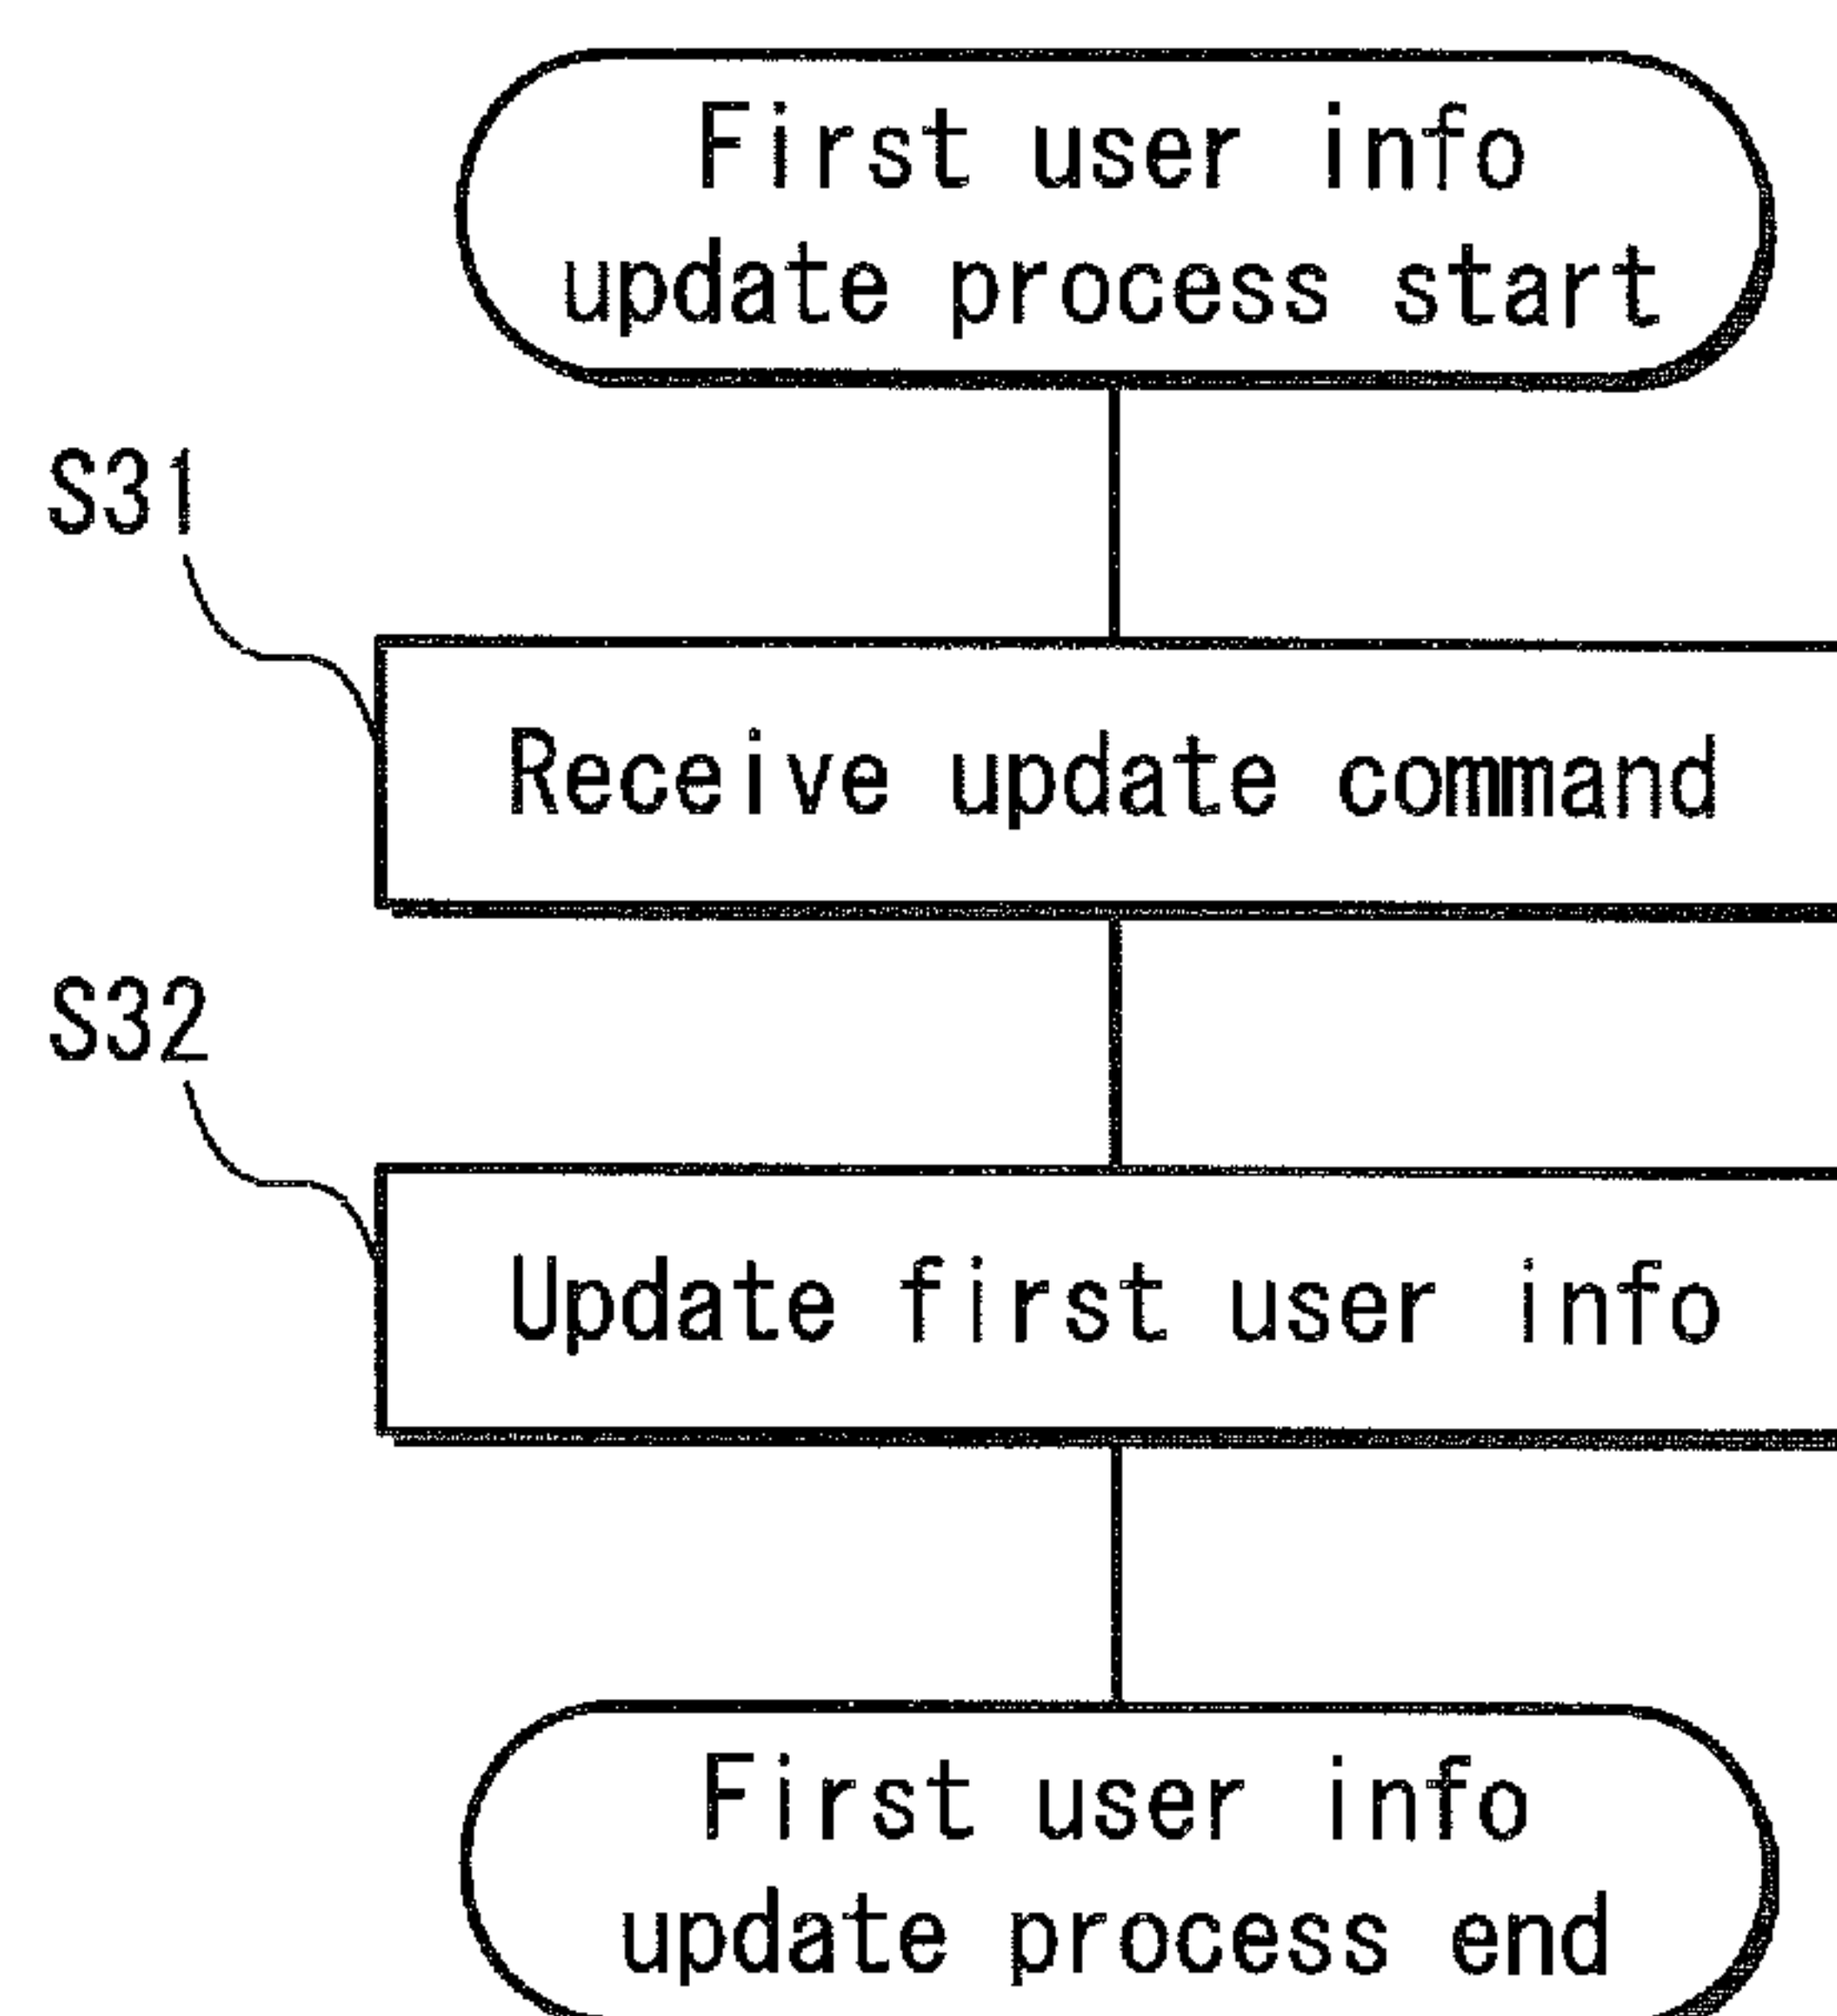 First user info
update process start
S31
Receive update command
S32
Update first user info
First user info
update process end